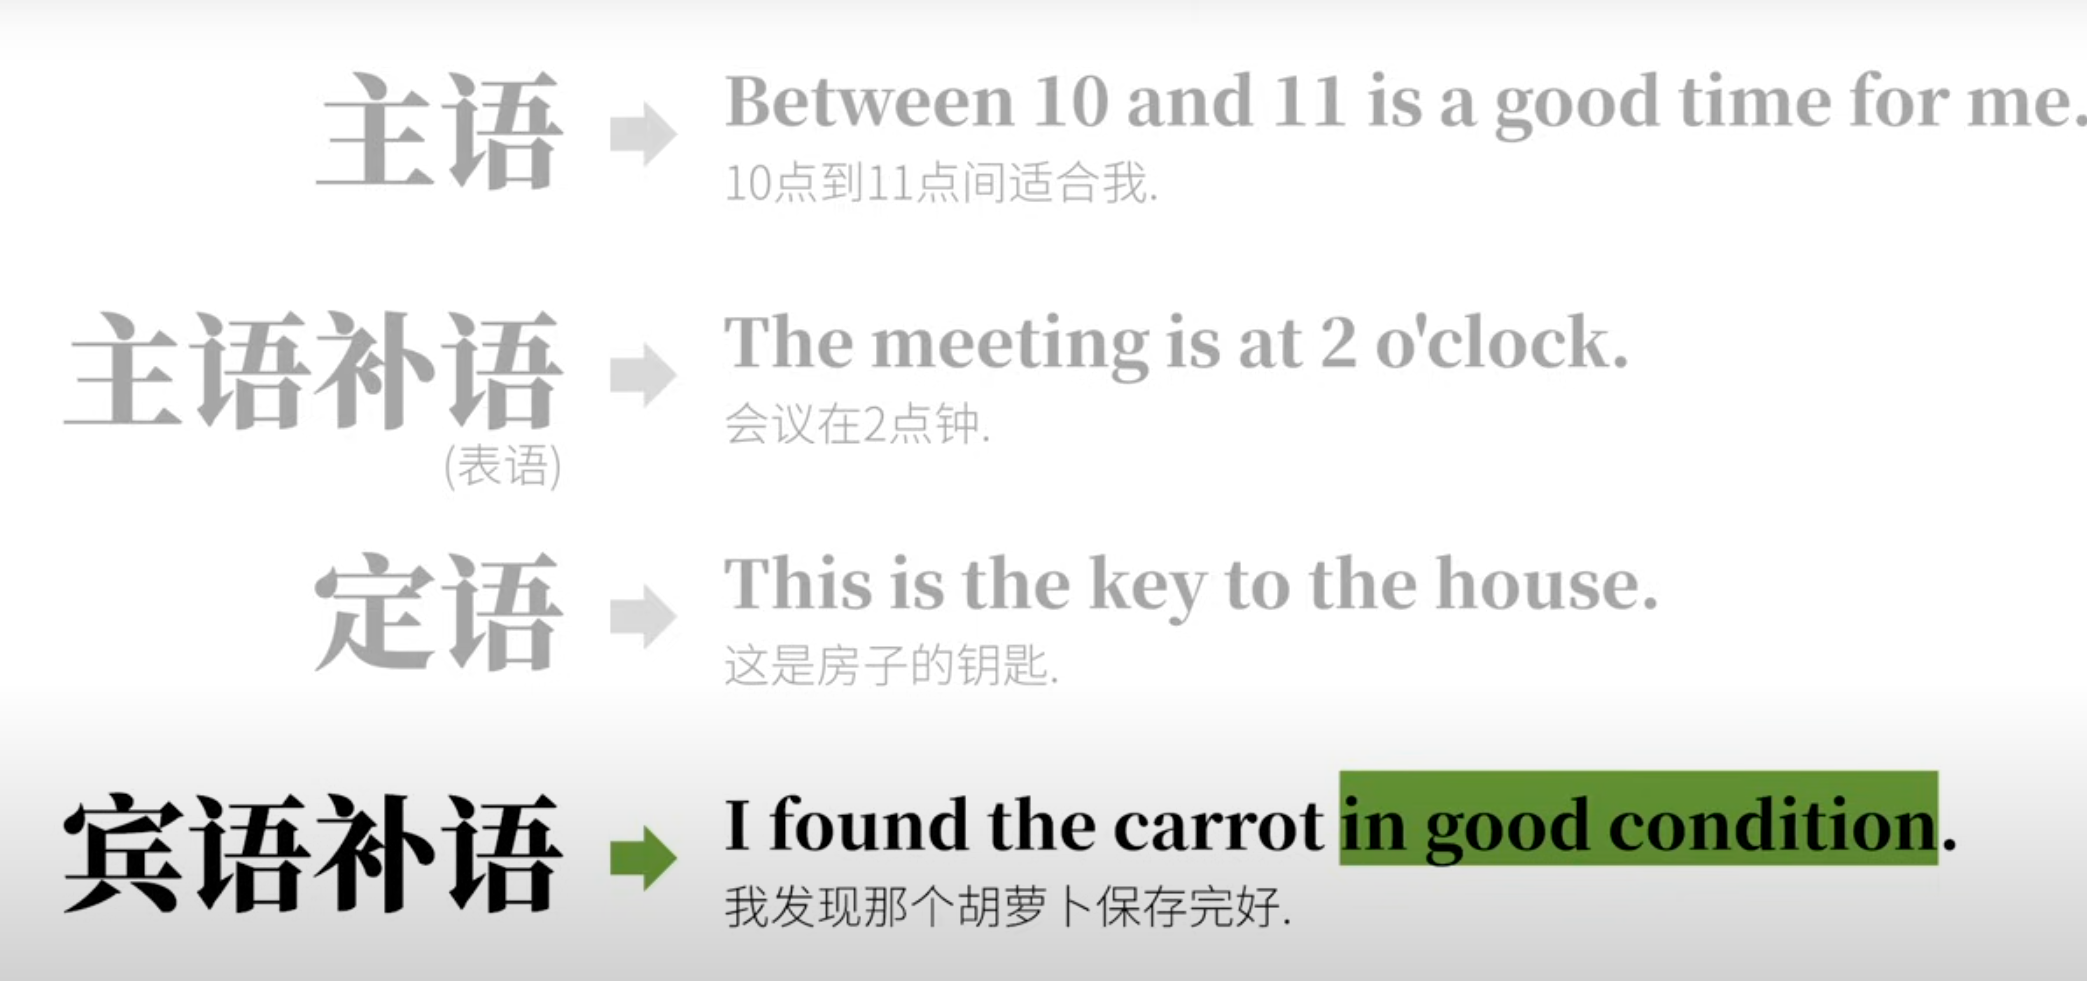 主语
Between 10 and 11 is a good time for me.
10点到11点间适合我.
主语补语
(表语)
The meeting is at 2 o'clock.
会议在2点钟.
定语
This is the key to the house.
这是房子的钥匙.
宾语补语
I found the carrot in good condition.
我发现那个胡萝卜保存完好.